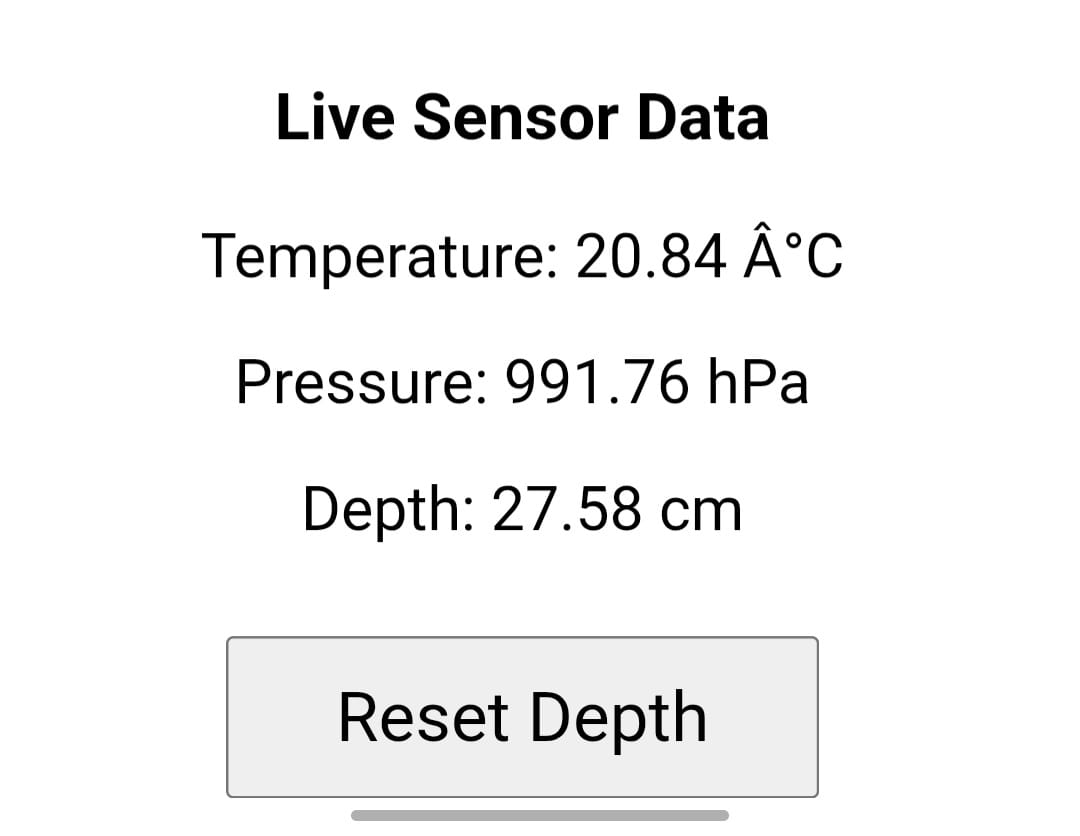 Live Sensor Data
Temperature: 20.84 Â°C
Pressure: 991.76 hPa
Depth: 27.58 cm
Reset Depth